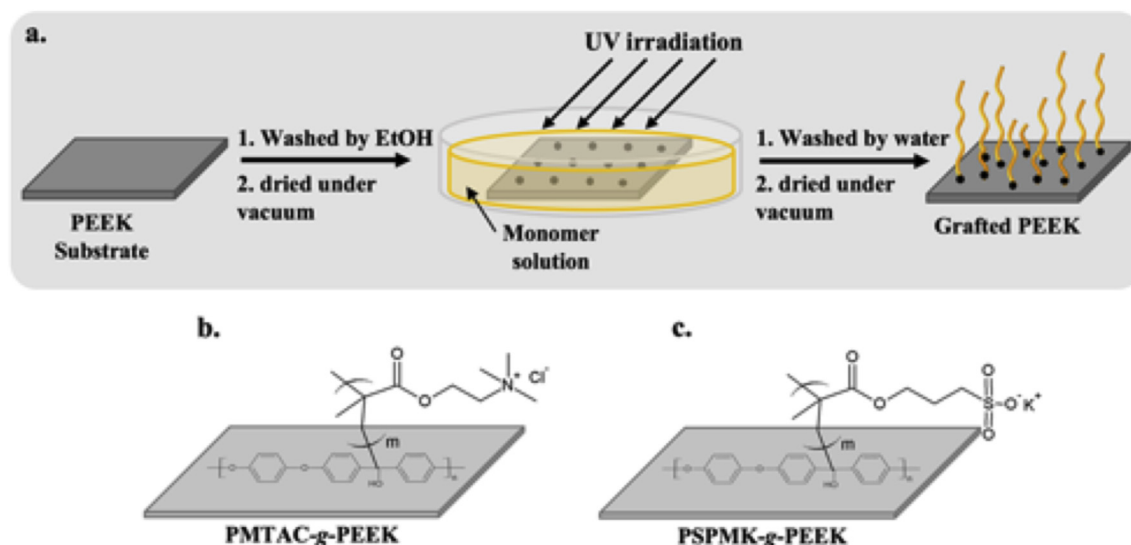 a.
UV irradiation
1. Washed by EtOH
2. dried under
vacuum
1. Washed by water
2. dried under
vacuum
PEEK
Substrate
Monomer
solution
Grafted PEEK
b.
c.
O
O
N+ Cl-
m
O
O
HO
n
PMTAC-g-PEEK
O
O
O
S
O
O-K+
m
O
O
HO
n
PSPMK-g-PEEK